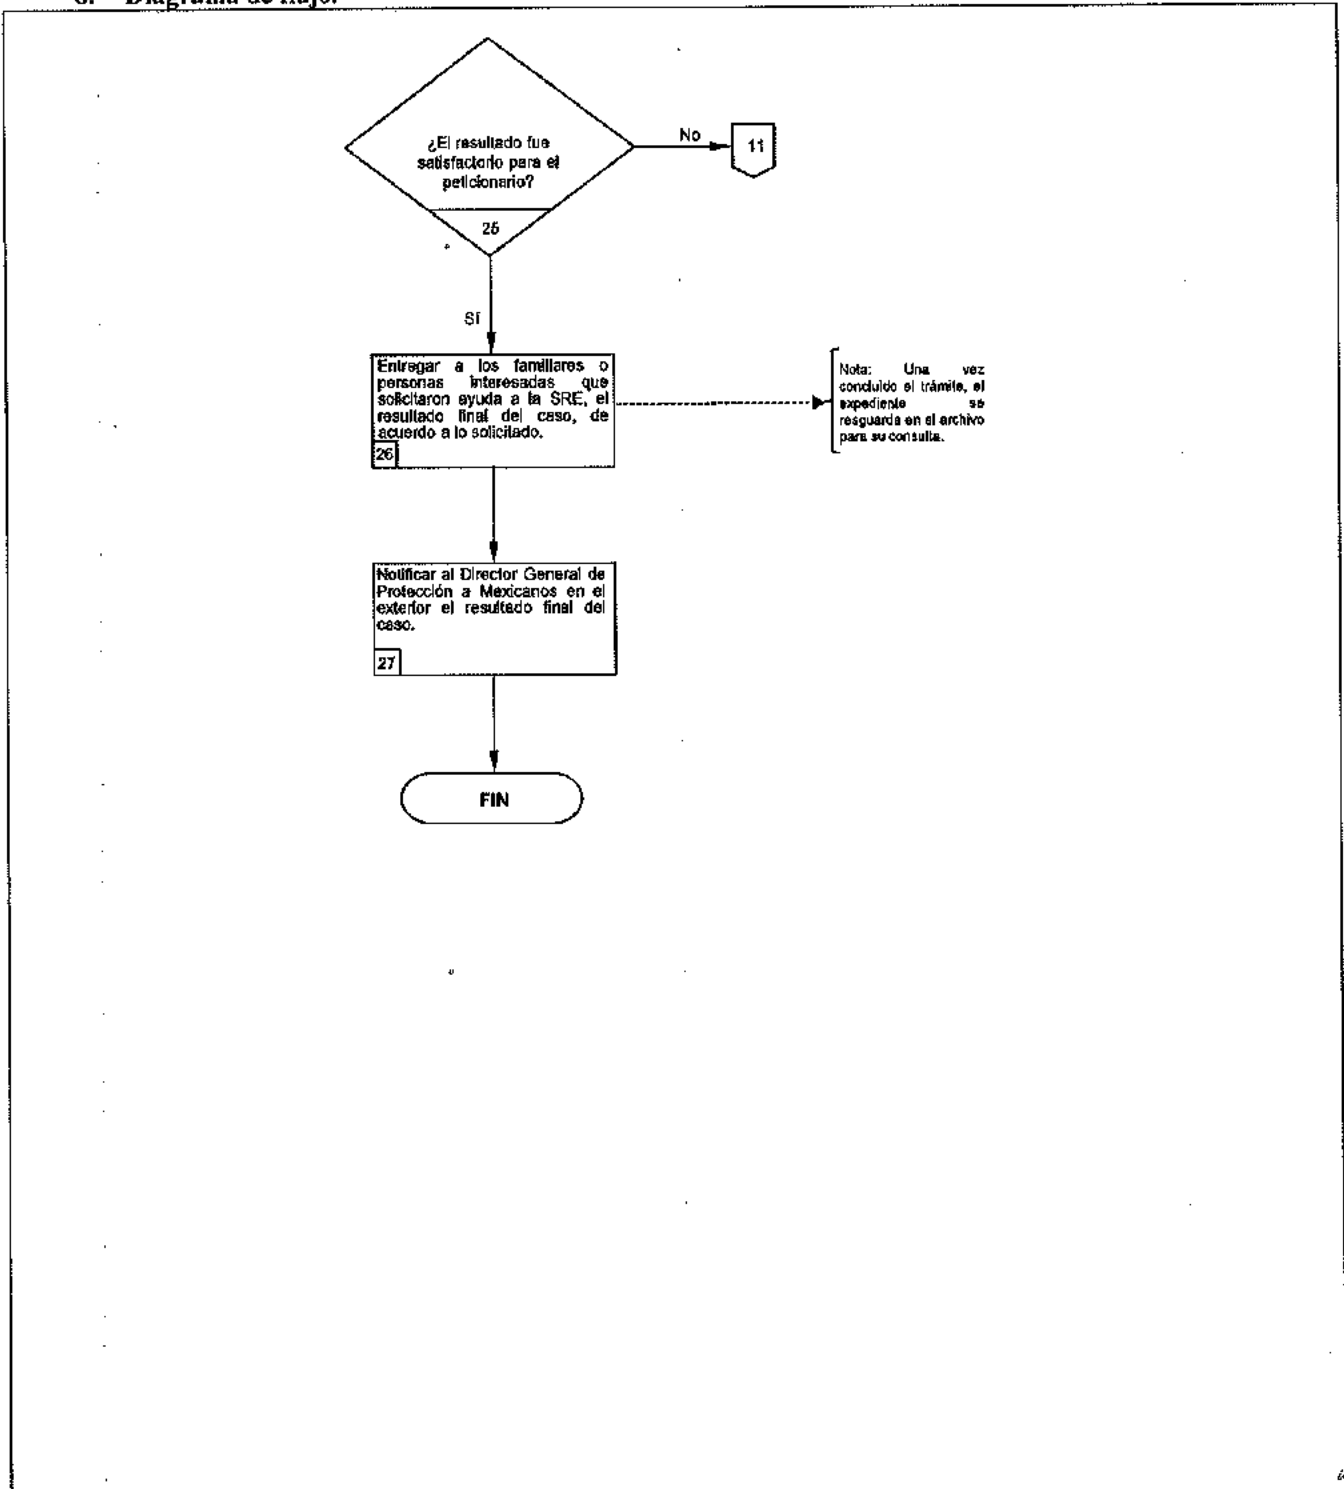 Diagrama de flujo.
¿El resultado fue
satisfactorio para el
peticionario?
25
No
11
Sí
Entregar a los familiares o
personas interesadas que
solicitaron ayuda a la SRE, el
resultado final del caso, de
acuerdo a lo solicitado.
26
Nota: Una vez
concluido el trámite, el
expediente se
resguarda en el archivo
para su consulta.
Notificar al Director General de
Protección a Mexicanos en el
exterior el resultado final del
caso.
27
FIN